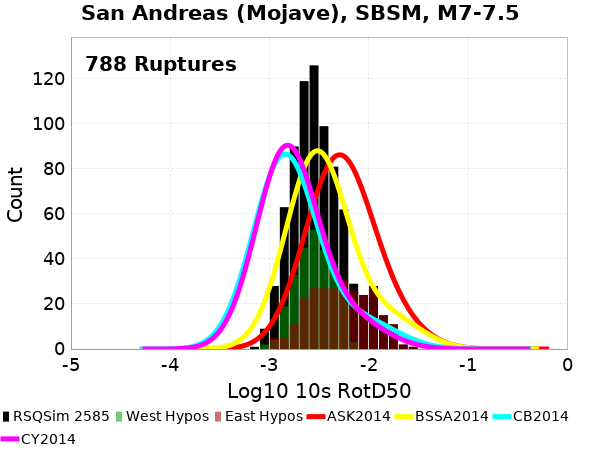 San Andreas (Mojave), SBSM, M7-7.5
788 Ruptures
120
100
80
60
40
20
0
Count
-5 -4 -3 -2 -1 0
Log10 10s RotD50
RSQSim 2585 West Hypos East Hypos ASK2014 BSSA2014 CB2014
CY2014